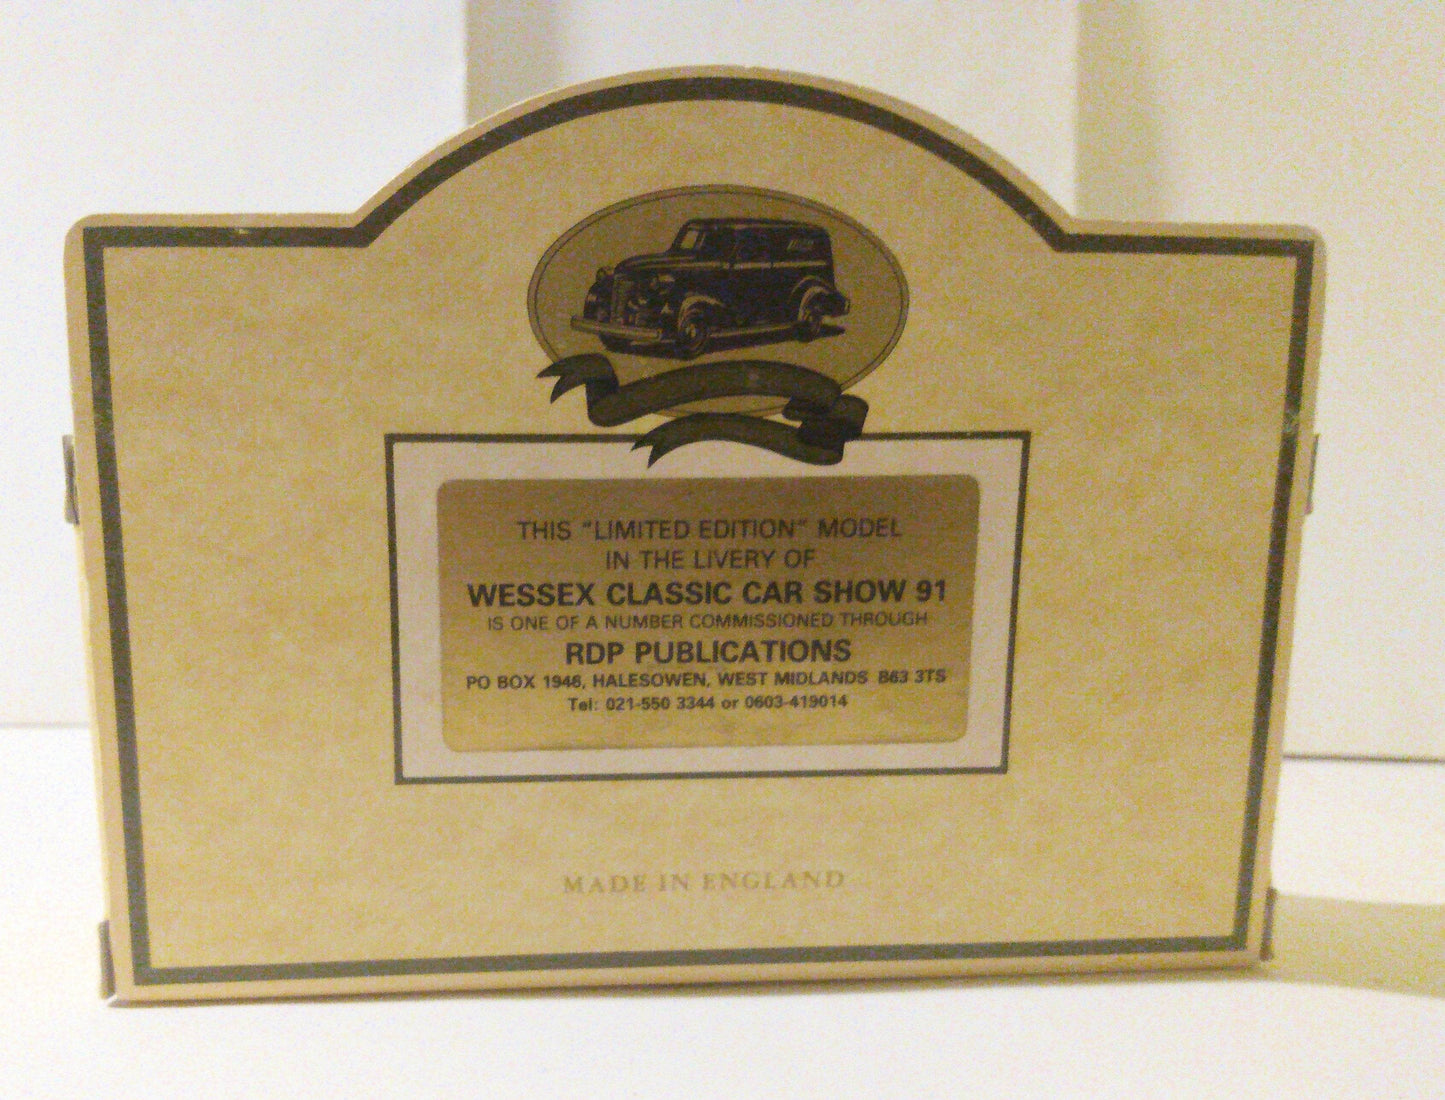 THIS "LIMITED EDITION" MODEL
IN THE LIVERY OF
WESSEX CLASSIC CAR SHOW 91
IS ONE OF A NUMBER COMMISSIONED THROUGH
RDP PUBLICATIONS
PO BOX 1946, HALESOWEN, WEST MIDLANDS B63 3TS
Tel: 021-550 3344 or 0603-419014
MADE IN ENGLAND